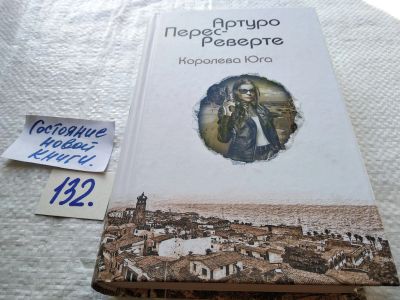 Артуро
Перес-
Реверте
Королева Юга
Состояние
новой
книги.
132.